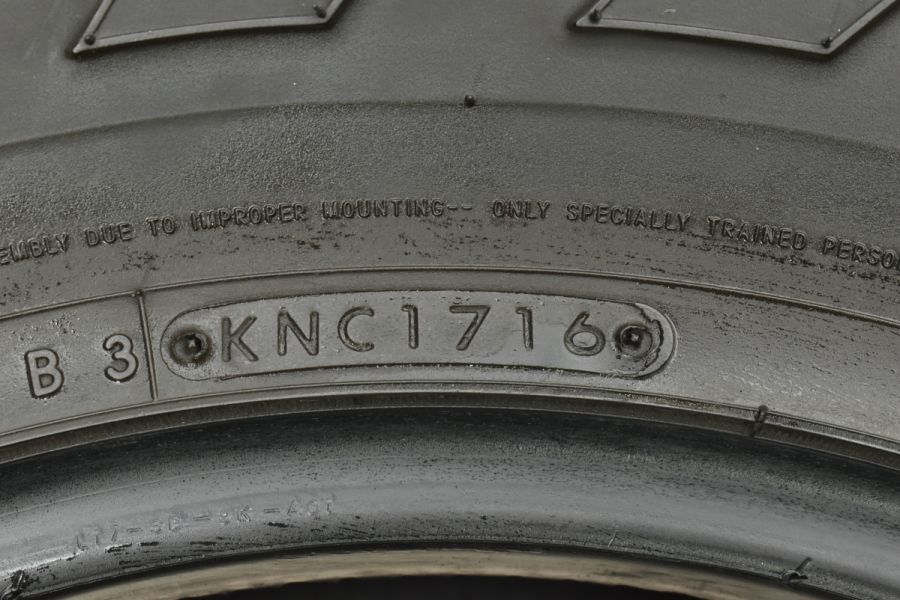 EMBLY DUE TO IMPROPER MOUNTING-- ONLY SPECIALLY TRAINED PERSO
B 3 KNC1716